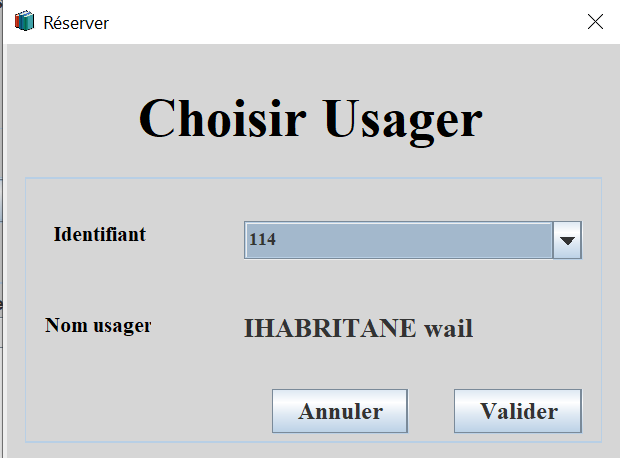 Réserver
Choisir Usager
Identifiant
114
Nom usager
IHABRITANE wail
Annuler
Valider